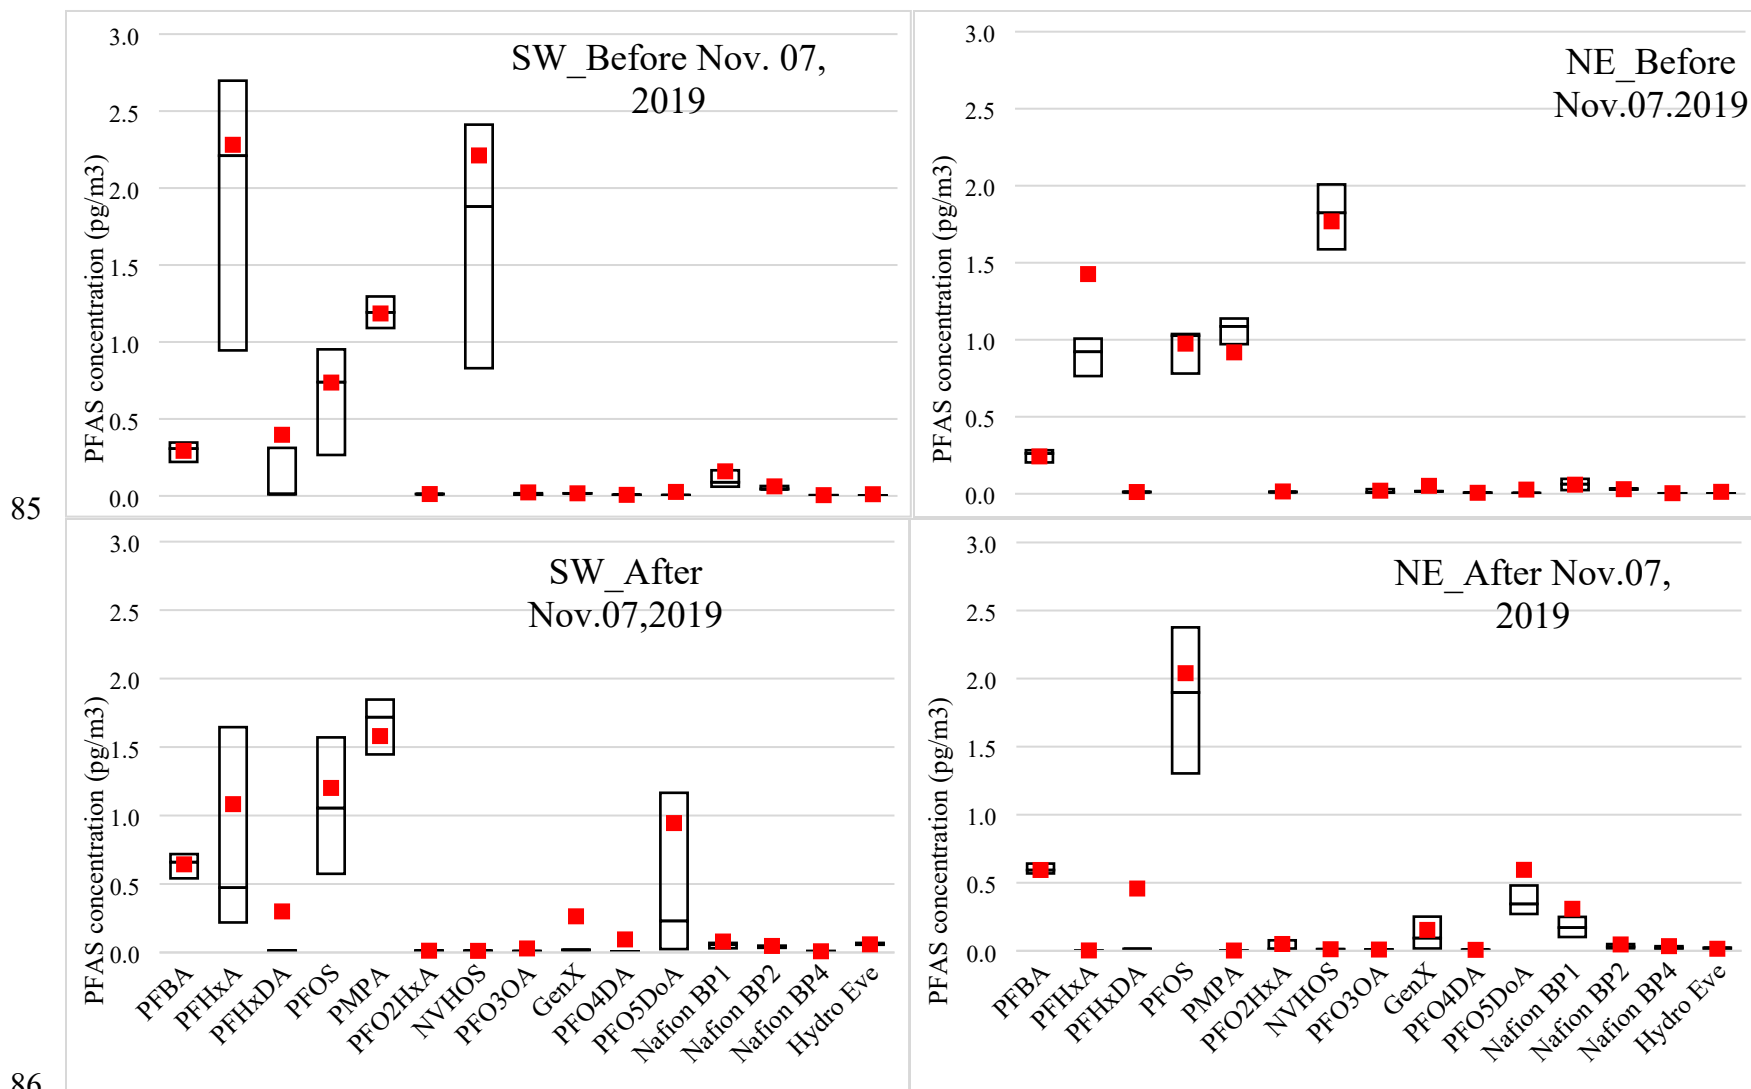 3.0
2.5
2.0
1.5
1.0
0.5
0.0
PFAS concentration (pg/m3)
SW_Before Nov. 07,
2019
3.0
2.5
2.0
1.5
1.0
0.5
0.0
PFAS concentration (pg/m3)
NE_Before
Nov.07.2019
85
3.0
2.5
2.0
1.5
1.0
0.5
0.0
PFAS concentration (pg/m3)
SW_After
Nov.07,2019
PFBA
PFHxA
PFHxDA
PFOS
PMPA
PFO2HxA
NVHOS
PFO3OA
GenX
PFO4DA
PFO5DoA
Nafion BP1
Nafion BP2
Nafion BP4
Hydro Eve
3.0
2.5
2.0
1.5
1.0
0.5
0.0
PFAS concentration (pg/m3)
NE_After Nov.07,
2019
PFBA
PFHxA
PFHxDA
PFOS
PMPA
PFO2HxA
NVHOS
PFO3OA
GenX
PFO4DA
PFO5DoA
Nafion BP1
Nafion BP2
Nafion BP4
Hydro Eve
86